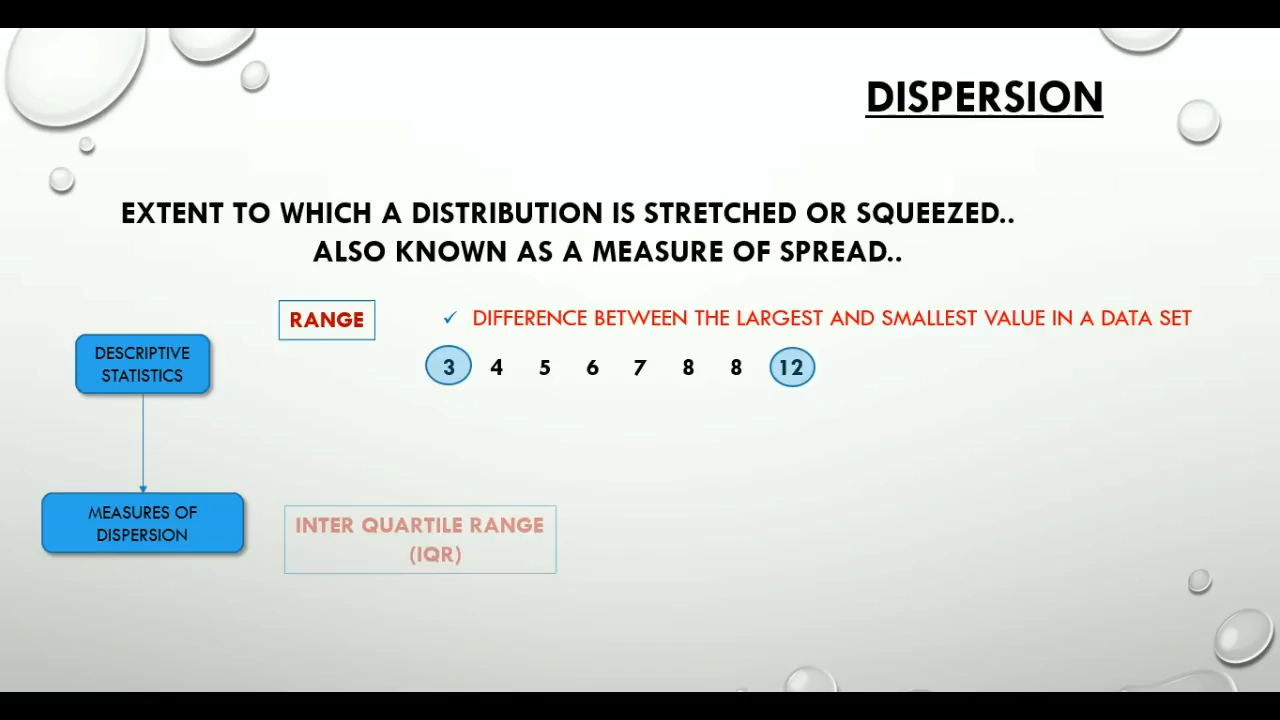 DISPERSION
EXTENT TO WHICH A DISTRIBUTION IS STRETCHED OR SQUEEZED..
ALSO KNOWN AS A MEASURE OF SPREAD..
RANGE
✓ DIFFERENCE BETWEEN THE LARGEST AND SMALLEST VALUE IN A DATA SET
3 4 5 6 7 8 8 12
DESCRIPTIVE
STATISTICS
MEASURES OF
DISPERSION
INTER QUARTILE RANGE
(IQR)